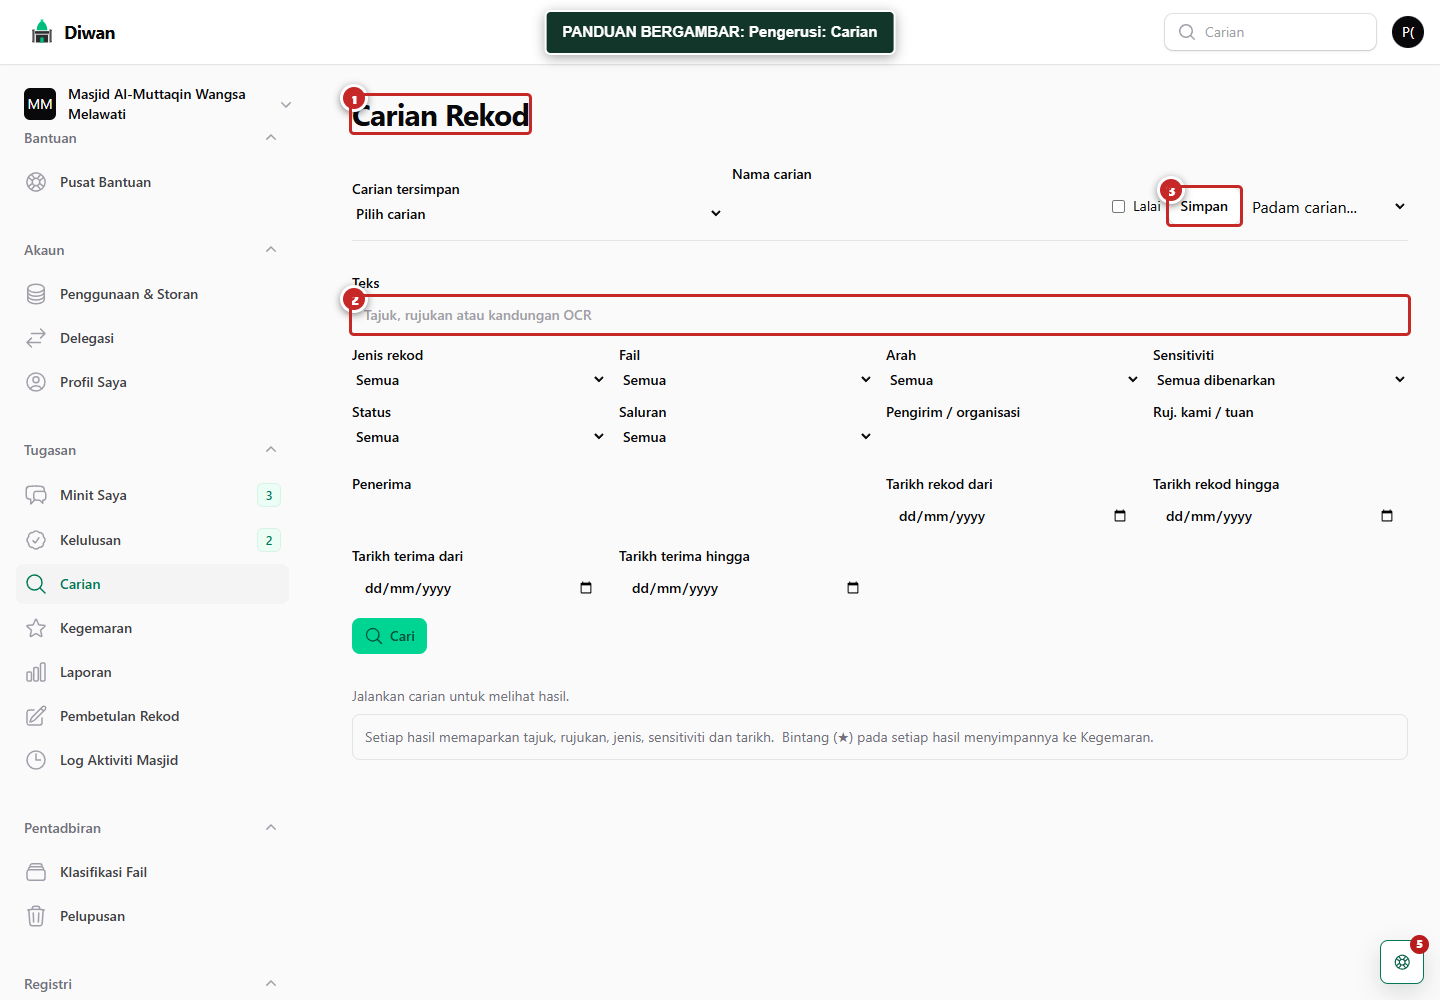 Diwan
PANDUAN BERGAMBAR: Pengerusi: Carian
Carian
P(
MM
Masjid Al-Muttaqin Wangsa
Melawati
Bantuan
Pusat Bantuan
Akaun
Penggunaan & Storan
Delegasi
Profil Saya
Tugasan
Minit Saya
3
Kelulusan
2
Carian
Kegemaran
Laporan
Pembetulan Rekod
Log Aktiviti Masjid
Pentadbiran
Klasifikasi Fail
Pelupusan
Registri
1
Carian Rekod
Carian tersimpan
Pilih carian
Nama carian
Lalai
3
Simpan
Padam carian...
Teks
2
Tajuk, rujukan atau kandungan OCR
Jenis rekod
Semua
Fail
Semua
Arah
Semua
Sensitiviti
Semua dibenarkan
Status
Semua
Saluran
Semua
Pengirim / organisasi
Ruj. kami / tuan
Penerima
Tarikh rekod dari
dd/mm/yyyy
Tarikh rekod hingga
dd/mm/yyyy
Tarikh terima dari
dd/mm/yyyy
Tarikh terima hingga
dd/mm/yyyy
Cari
Jalankan carian untuk melihat hasil.
Setiap hasil memaparkan tajuk, rujukan, jenis, sensitiviti dan tarikh. Bintang (★) pada setiap hasil menyimpannya ke Kegemaran.
5